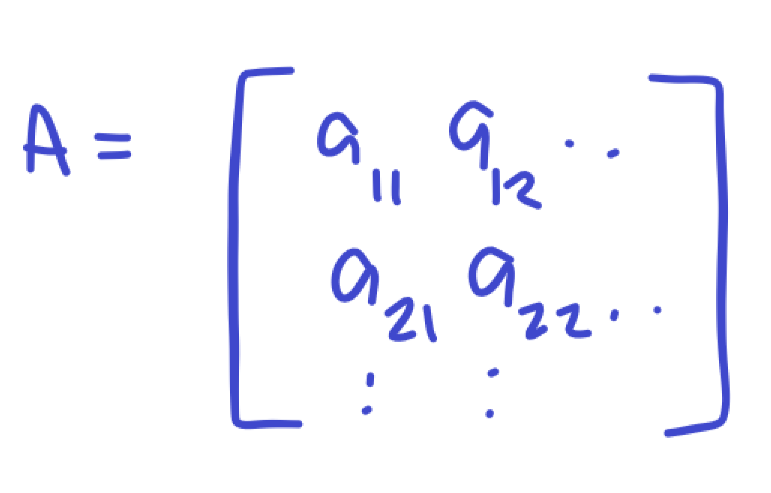 A = [ a₁₁ a₁₂ ..
a₂₁ a₂₂ ..
: : ]